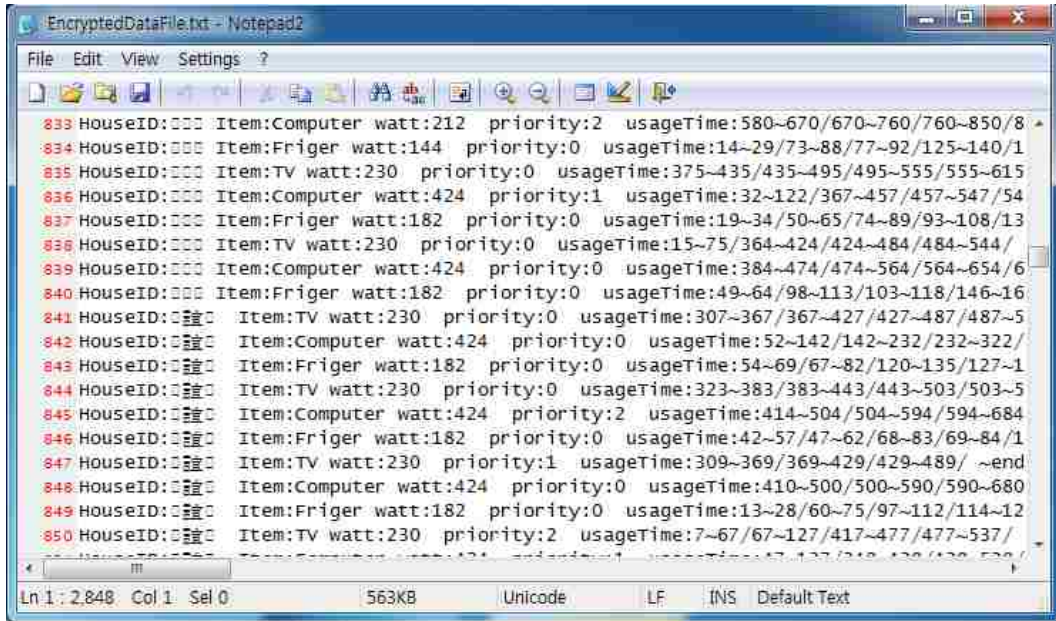 EncryptedDataFile.txt - Notepad2
File Edit View Settings ?
833 HouseID: Item:Computer watt:212 priority:2 usageTime:580~670/670~760/760~850/8
834 HouseID: Item:Friger watt:144 priority:0 usageTime:14~29/73~88/77~92/125~140/1
835 HouseID: Item:TV watt:230 priority:0 usageTime:375~435/435~495/495~555/555~615
836 HouseID: Item:Computer watt:424 priority:1 usageTime:32~122/367~457/457~547/54
837 HouseID: Item:Friger watt:182 priority:0 usageTime:19~34/50~65/74~89/93~108/13
838 HouseID: Item:TV watt:230 priority:0 usageTime:15~75/364~424/424~484/484~544/
839 HouseID: Item:Computer watt:424 priority:0 usageTime:384~474/474~564/564~654/6
840 HouseID: Item:Friger watt:182 priority:0 usageTime:49~64/98~113/103~118/146~16
841 HouseID: Item:TV watt:230 priority:0 usageTime:307~367/367~427/427~487/487~5
842 HouseID: Item:Computer watt:424 priority:0 usageTime:52~142/142~232/232~322/
843 HouseID: Item:Friger watt:182 priority:0 usageTime:54~69/67~82/120~135/127~1
844 HouseID: Item:TV watt:230 priority:0 usageTime:323~383/383~443/443~503/503~5
845 HouseID: Item:Computer watt:424 priority:2 usageTime:414~504/504~594/594~684
846 HouseID: Item:Friger watt:182 priority:0 usageTime:42~57/47~62/68~83/69~84/1
847 HouseID: Item:TV watt:230 priority:1 usageTime:309~369/369~429/429~489/ ~end
848 HouseID: Item:Computer watt:424 priority:0 usageTime:410~500/500~590/590~680
849 HouseID: Item:Friger watt:182 priority:0 usageTime:13~28/60~75/97~112/114~12
850 HouseID: Item:TV watt:230 priority:2 usageTime:7~67/67~127/417~477/477~537/
Ln 1 : 2,848 Col 1 Sel 0 563KB Unicode LF INS Default Text